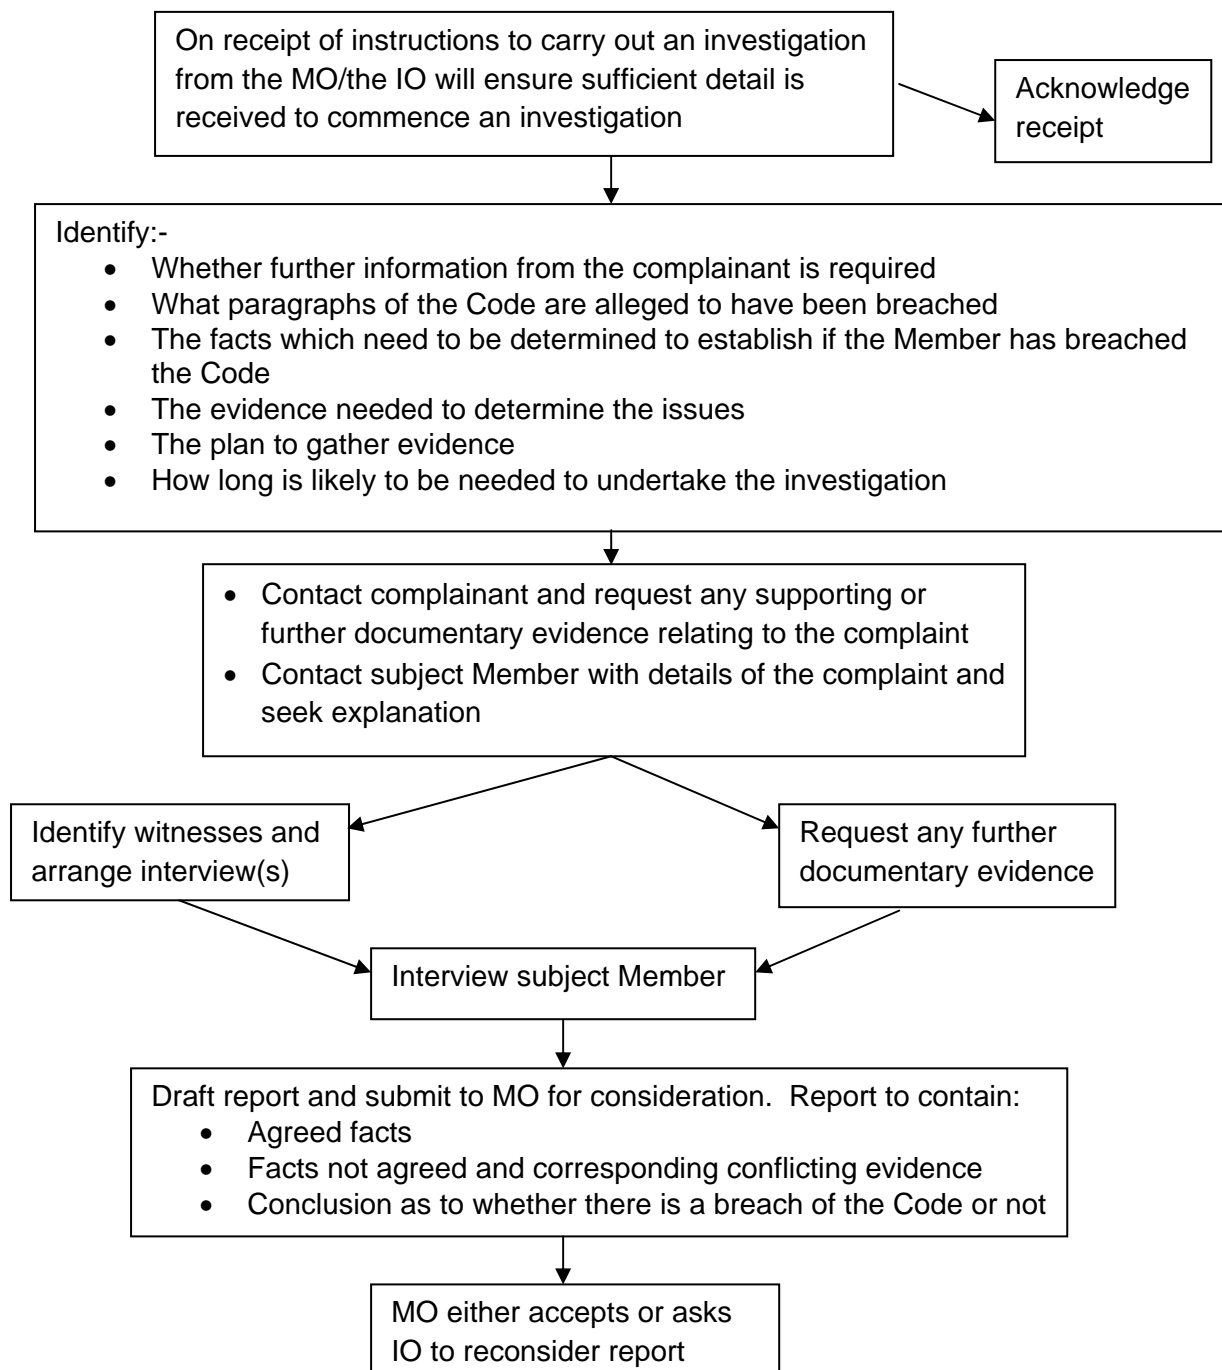 On receipt of instructions to carry out an investigation
from the MO/the IO will ensure sufficient detail is
received to commence an investigation
Acknowledge
receipt
Identify:-
• Whether further information from the complainant is required
• What paragraphs of the Code are alleged to have been breached
• The facts which need to be determined to establish if the Member has breached
the Code
• The evidence needed to determine the issues
• The plan to gather evidence
• How long is likely to be needed to undertake the investigation
• Contact complainant and request any supporting or
further documentary evidence relating to the complaint
• Contact subject Member with details of the complaint and
seek explanation
Identify witnesses and
arrange interview(s)
Request any further
documentary evidence
Interview subject Member
Draft report and submit to MO for consideration.  Report to contain:
• Agreed facts
• Facts not agreed and corresponding conflicting evidence
• Conclusion as to whether there is a breach of the Code or not
MO either accepts or asks
IO to reconsider report